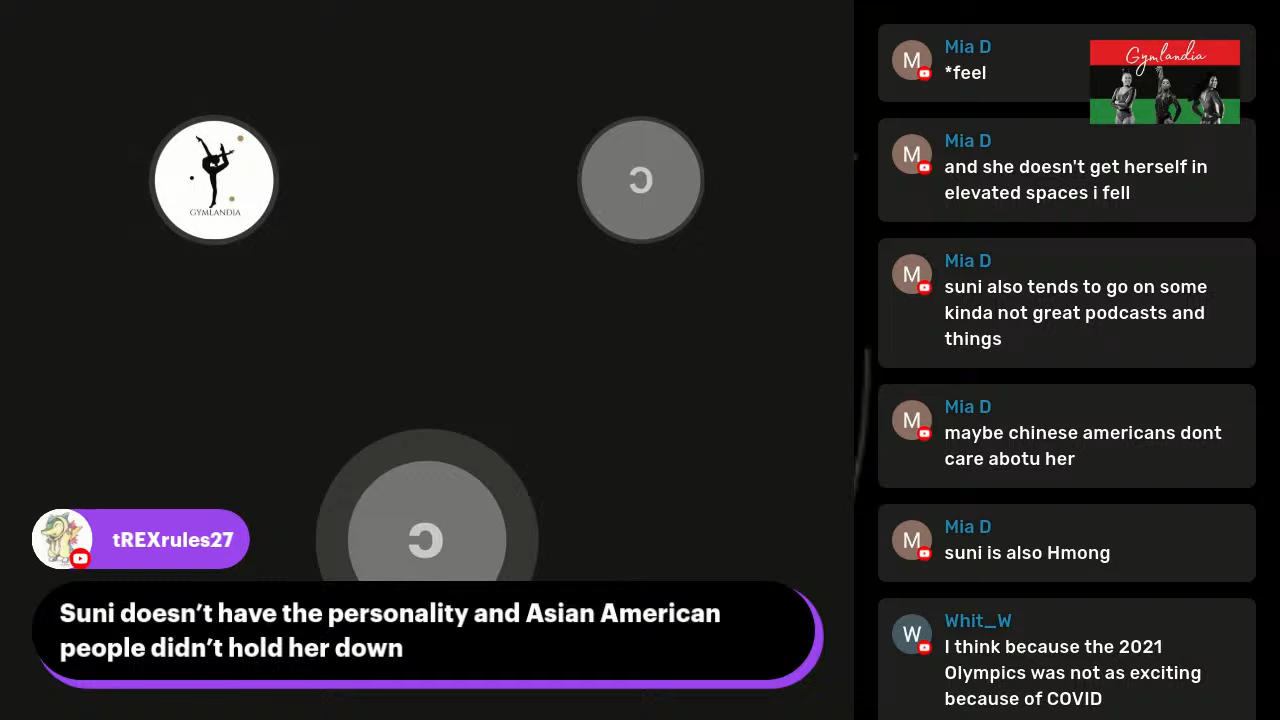 GYMLANDIA
Ɔ
Ɔ
tREXrules27
Suni doesn’t have the personality and Asian American
people didn’t hold her down
M
Mia D
*feel
Gymlandia
M
Mia D
and she doesn't get herself in
elevated spaces i fell
M
Mia D
suni also tends to go on some
kinda not great podcasts and
things
M
Mia D
maybe chinese americans dont
care abotu her
M
Mia D
suni is also Hmong
W
Whit_W
I think because the 2021
Olympics was not as exciting
because of COVID